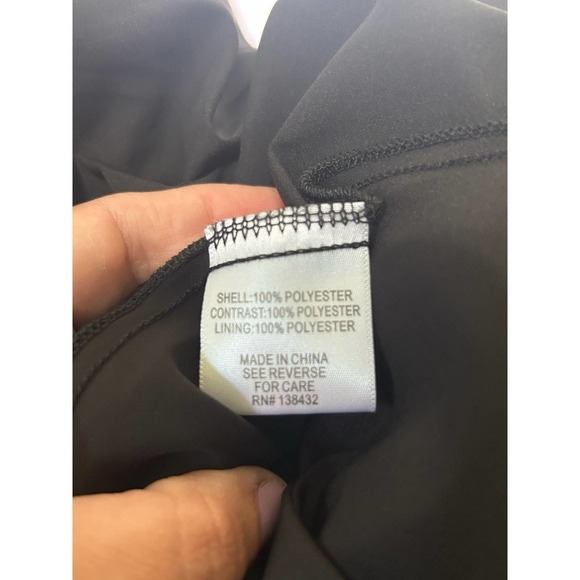 SHELL:100% POLYESTER
CONTRAST:100% POLYESTER
LINING:100% POLYESTER
MADE IN CHINA
SEE REVERSE
FOR CARE
RN# 138432